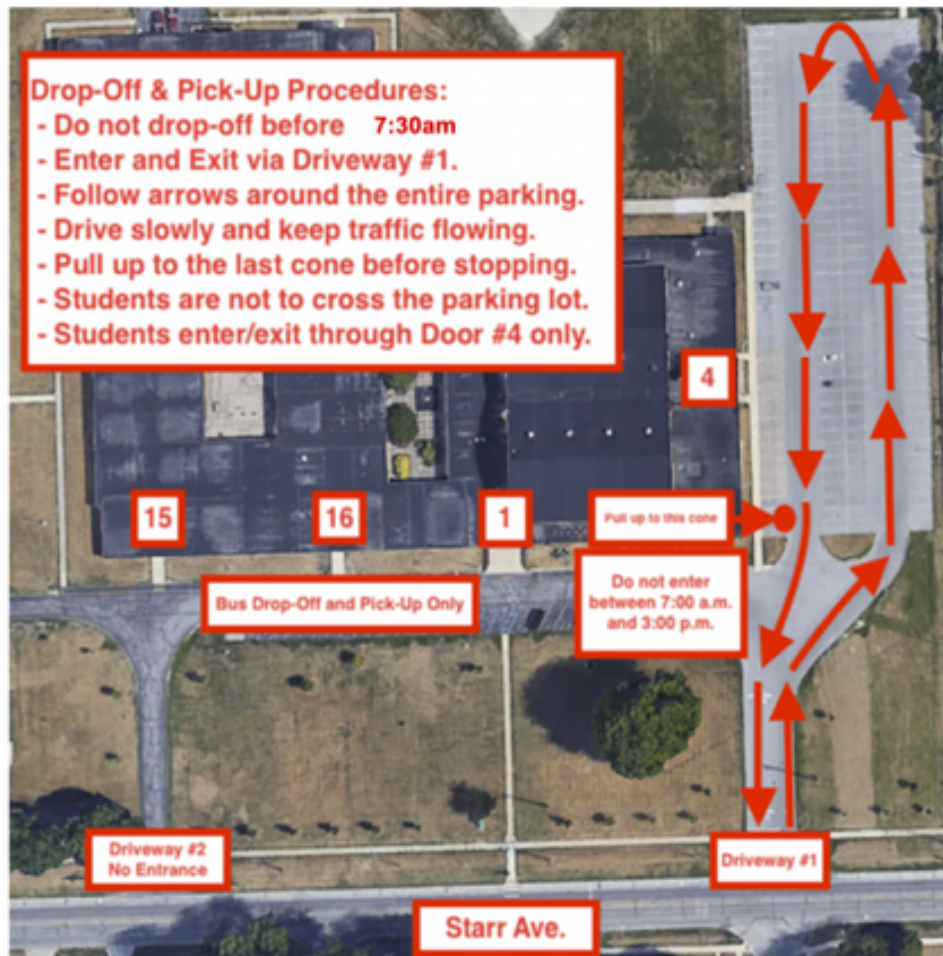 Drop-Off & Pick-Up Procedures:
- Do not drop-off before 7:30am
- Enter and Exit via Driveway #1.
- Follow arrows around the entire parking.
- Drive slowly and keep traffic flowing.
- Pull up to the last cone before stopping.
- Students are not to cross the parking lot.
- Students enter/exit through Door #4 only.
4
15
16
1
Pull up to this cone
Do not enter
between 7:00 a.m.
and 3:00 p.m.
Bus Drop-Off and Pick-Up Only
Driveway #2
No Entrance
Driveway #1
Starr Ave.